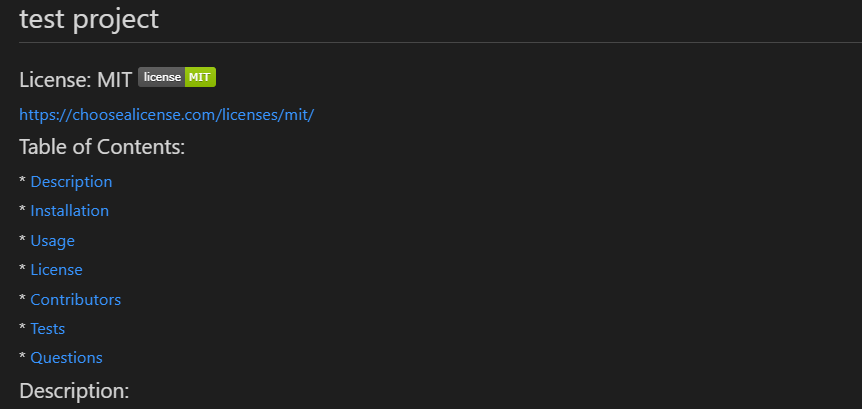 test project
License: MIT license MIT
https://choosealicense.com/licenses/mit/
Table of Contents:
* Description
* Installation
* Usage
* License
* Contributors
* Tests
* Questions
Description: